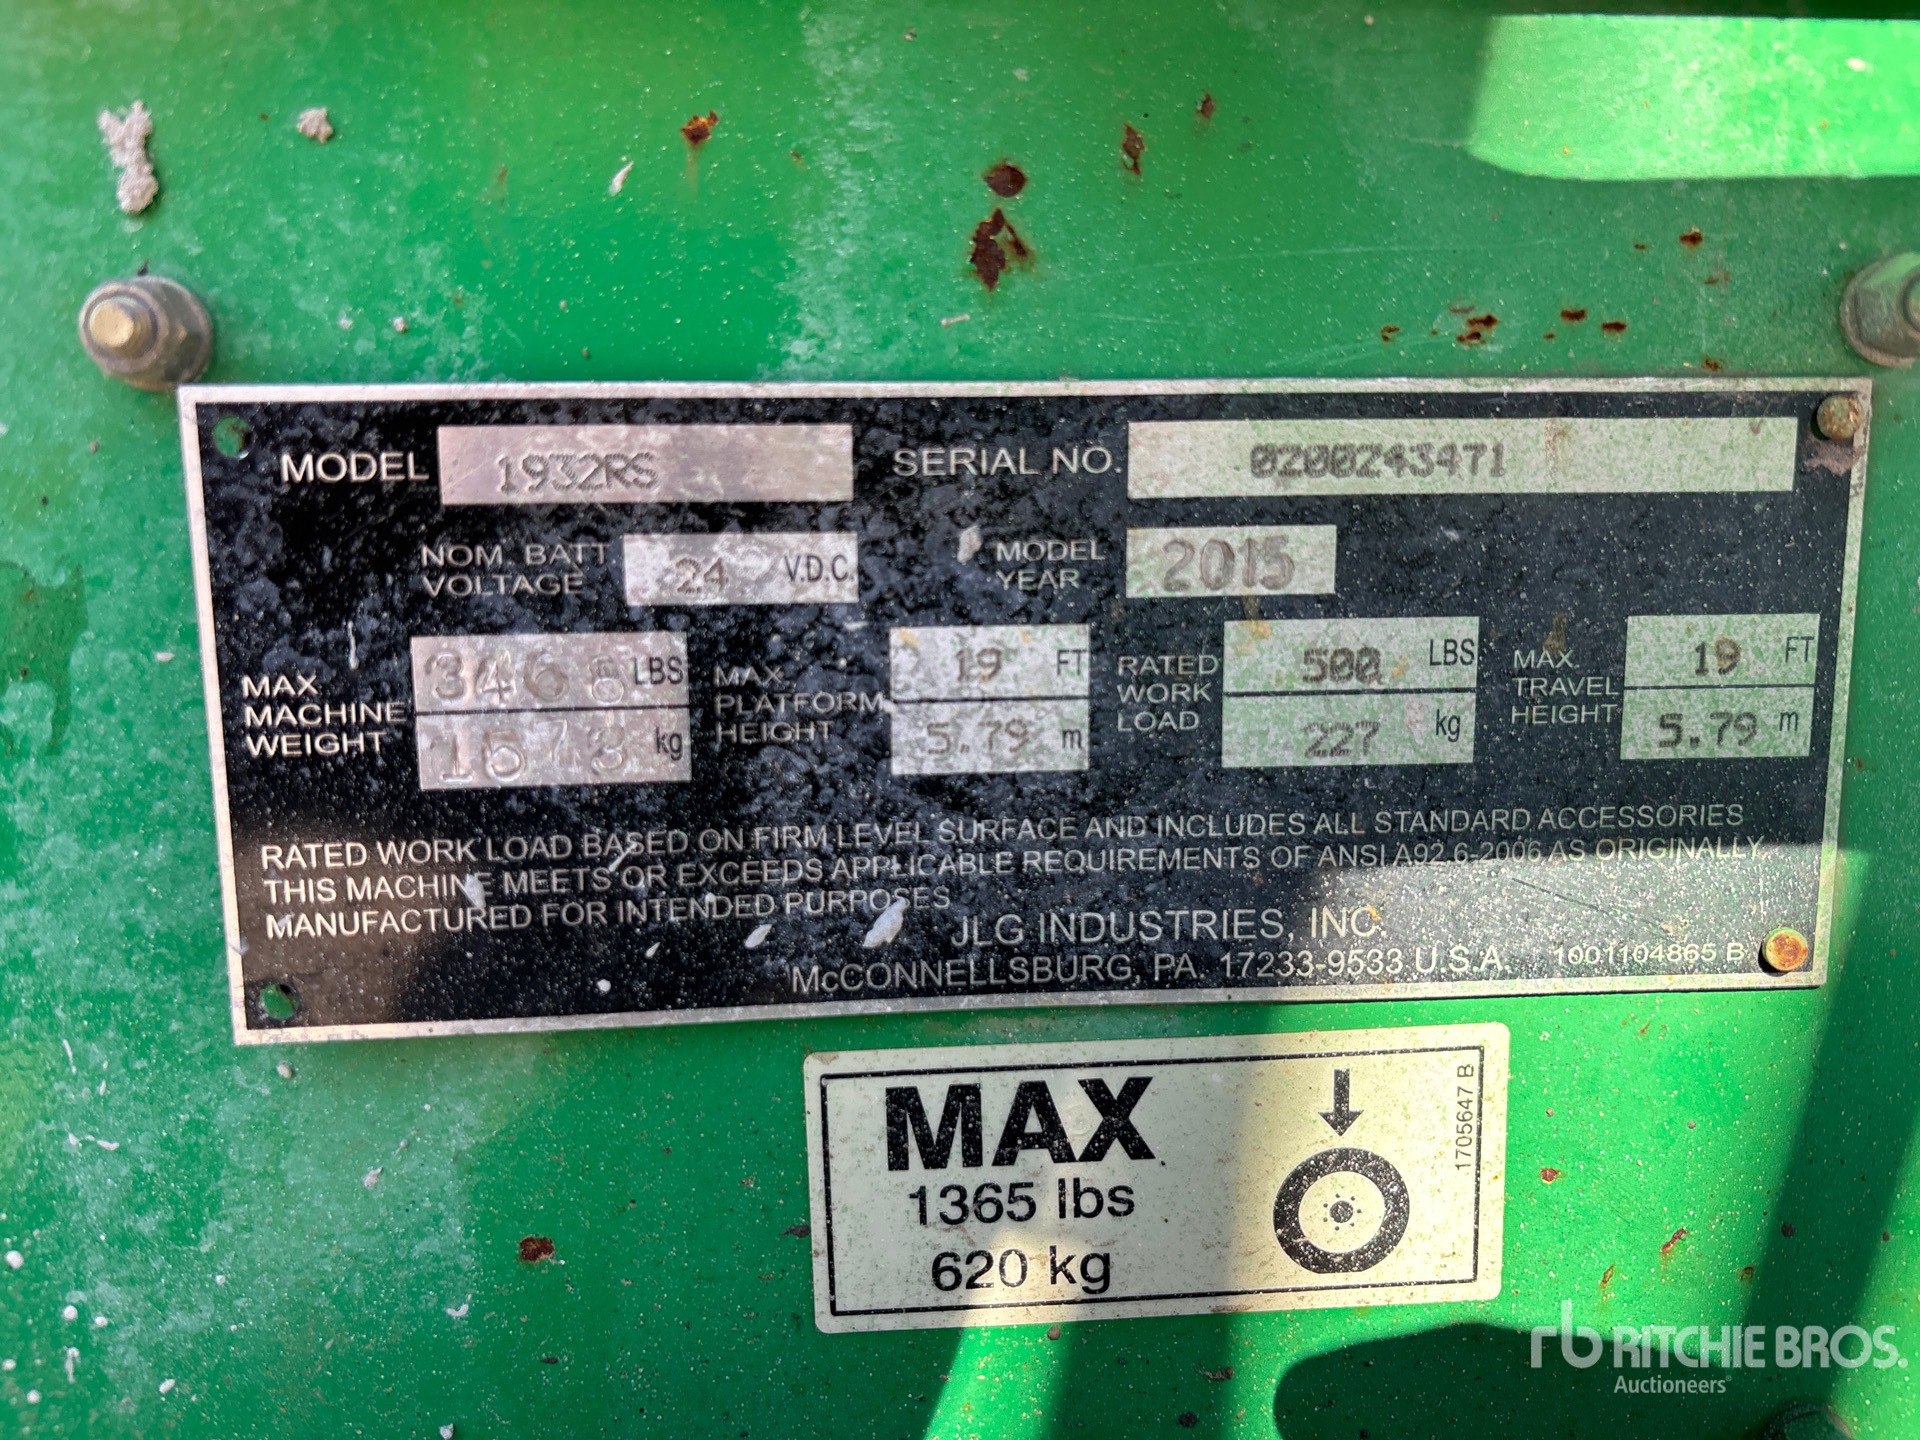 MODEL 1932RS SERIAL NO. 0200243471
NOM. BATT VOLTAGE 24 V.D.C. MODEL YEAR 2015
MAX. MACHINE WEIGHT 3468 LBS 1573 kg
MAX. PLATFORM HEIGHT 19 FT 5.79 m
RATED WORK LOAD 500 LBS 227 kg
MAX. TRAVEL HEIGHT 19 FT 5.79 m
RATED WORK LOAD BASED ON FIRM LEVEL SURFACE AND INCLUDES ALL STANDARD ACCESSORIES
THIS MACHINE MEETS OR EXCEEDS APPLICABLE REQUIREMENTS OF ANSI A92.6-2006 AS ORIGINALLY
MANUFACTURED FOR INTENDED PURPOSES
JLG INDUSTRIES, INC.
McCONNELLSBURG, PA. 17233-9533 U.S.A. 1001104865 B
MAX
1365 lbs
620 kg
1705647 B
rb RITCHIE BROS.
Auctioneers